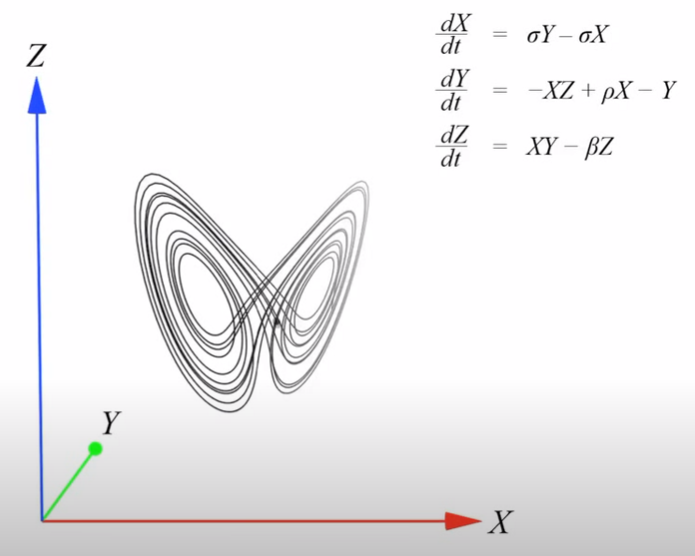 dX/dt = σY – σX
Z
dY/dt = -XZ + ρX – Y
dZ/dt = XY – βZ
Y
X